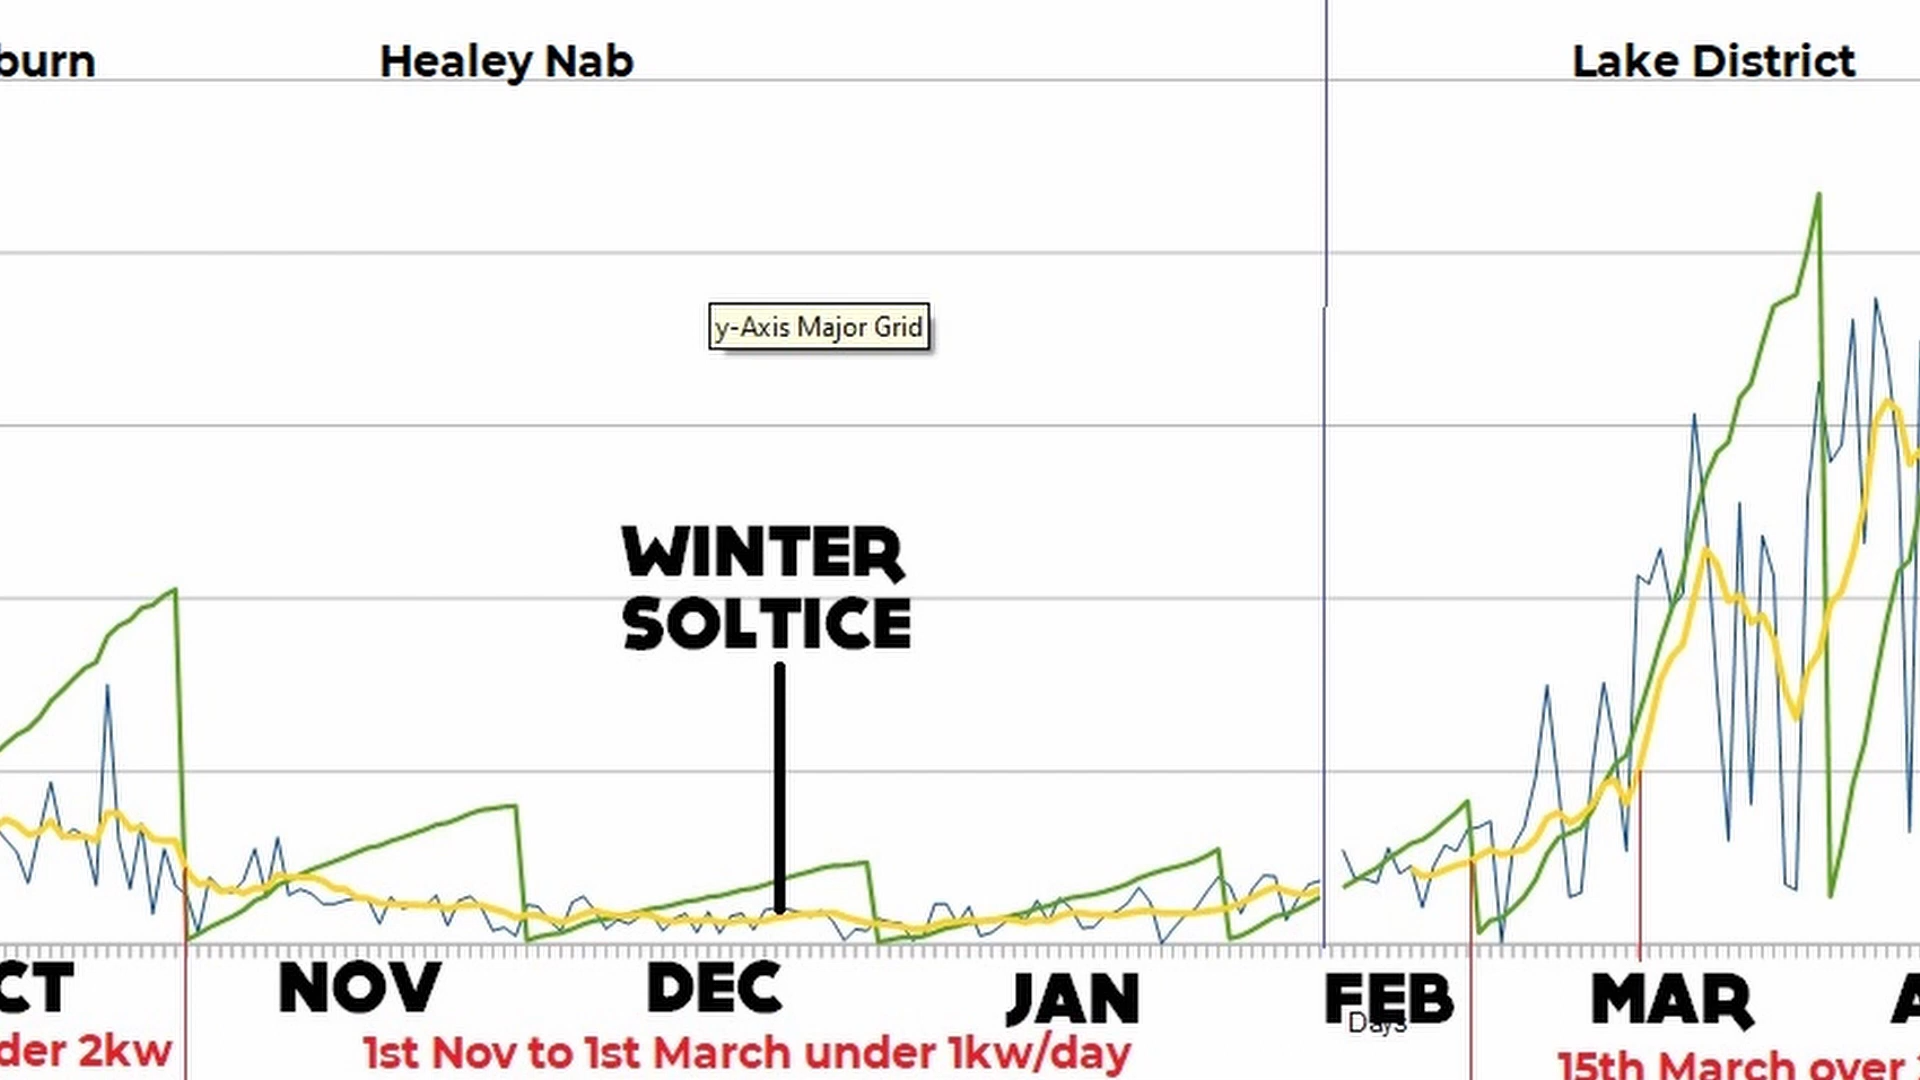 burn
Healey Nab
Lake District
y-Axis Major Grid
WINTER
SOLTICE
CT
NOV
DEC
JAN
FEB
MAR
A
Days
der 2kw
1st Nov to 1st March under 1kw/day
15th March over